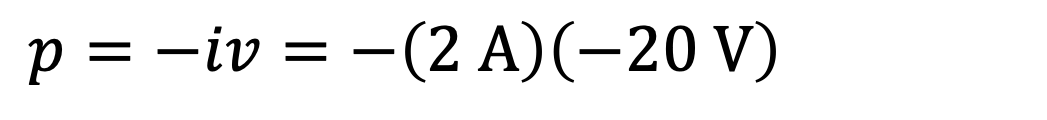 p = −iv = −(2 A)(−20 V)